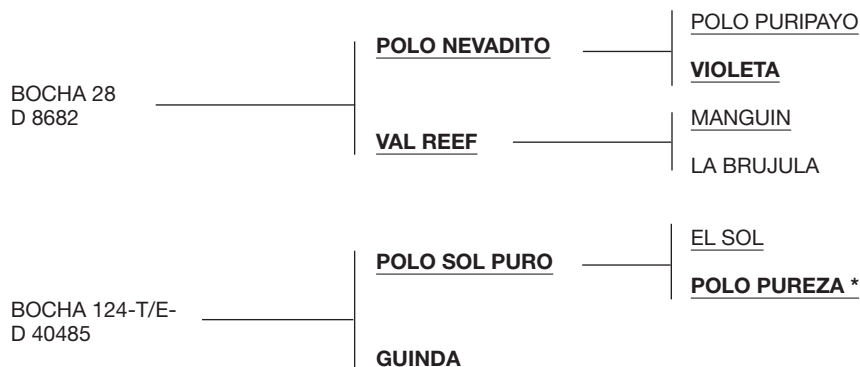 BOCHA 28
D 8682
POLO NEVADITO
POLO PURIPAYO
VIOLETA
VAL REEF
MANGUIN
LA BRUJULA
BOCHA 124-T/E-
D 40485
POLO SOL PURO
EL SOL
POLO PUREZA *
GUINDA